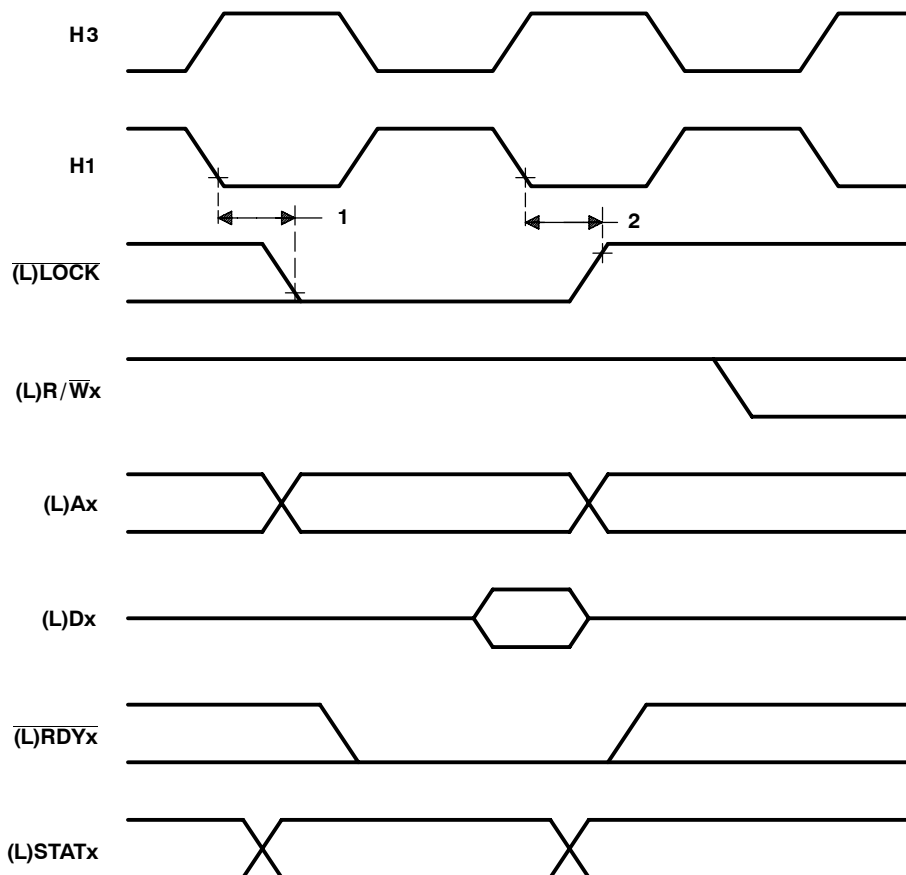 H3
H1
1
2
(L)LOCK
(L)R/Wx
(L)Ax
(L)Dx
(L)RDYx
(L)STATx